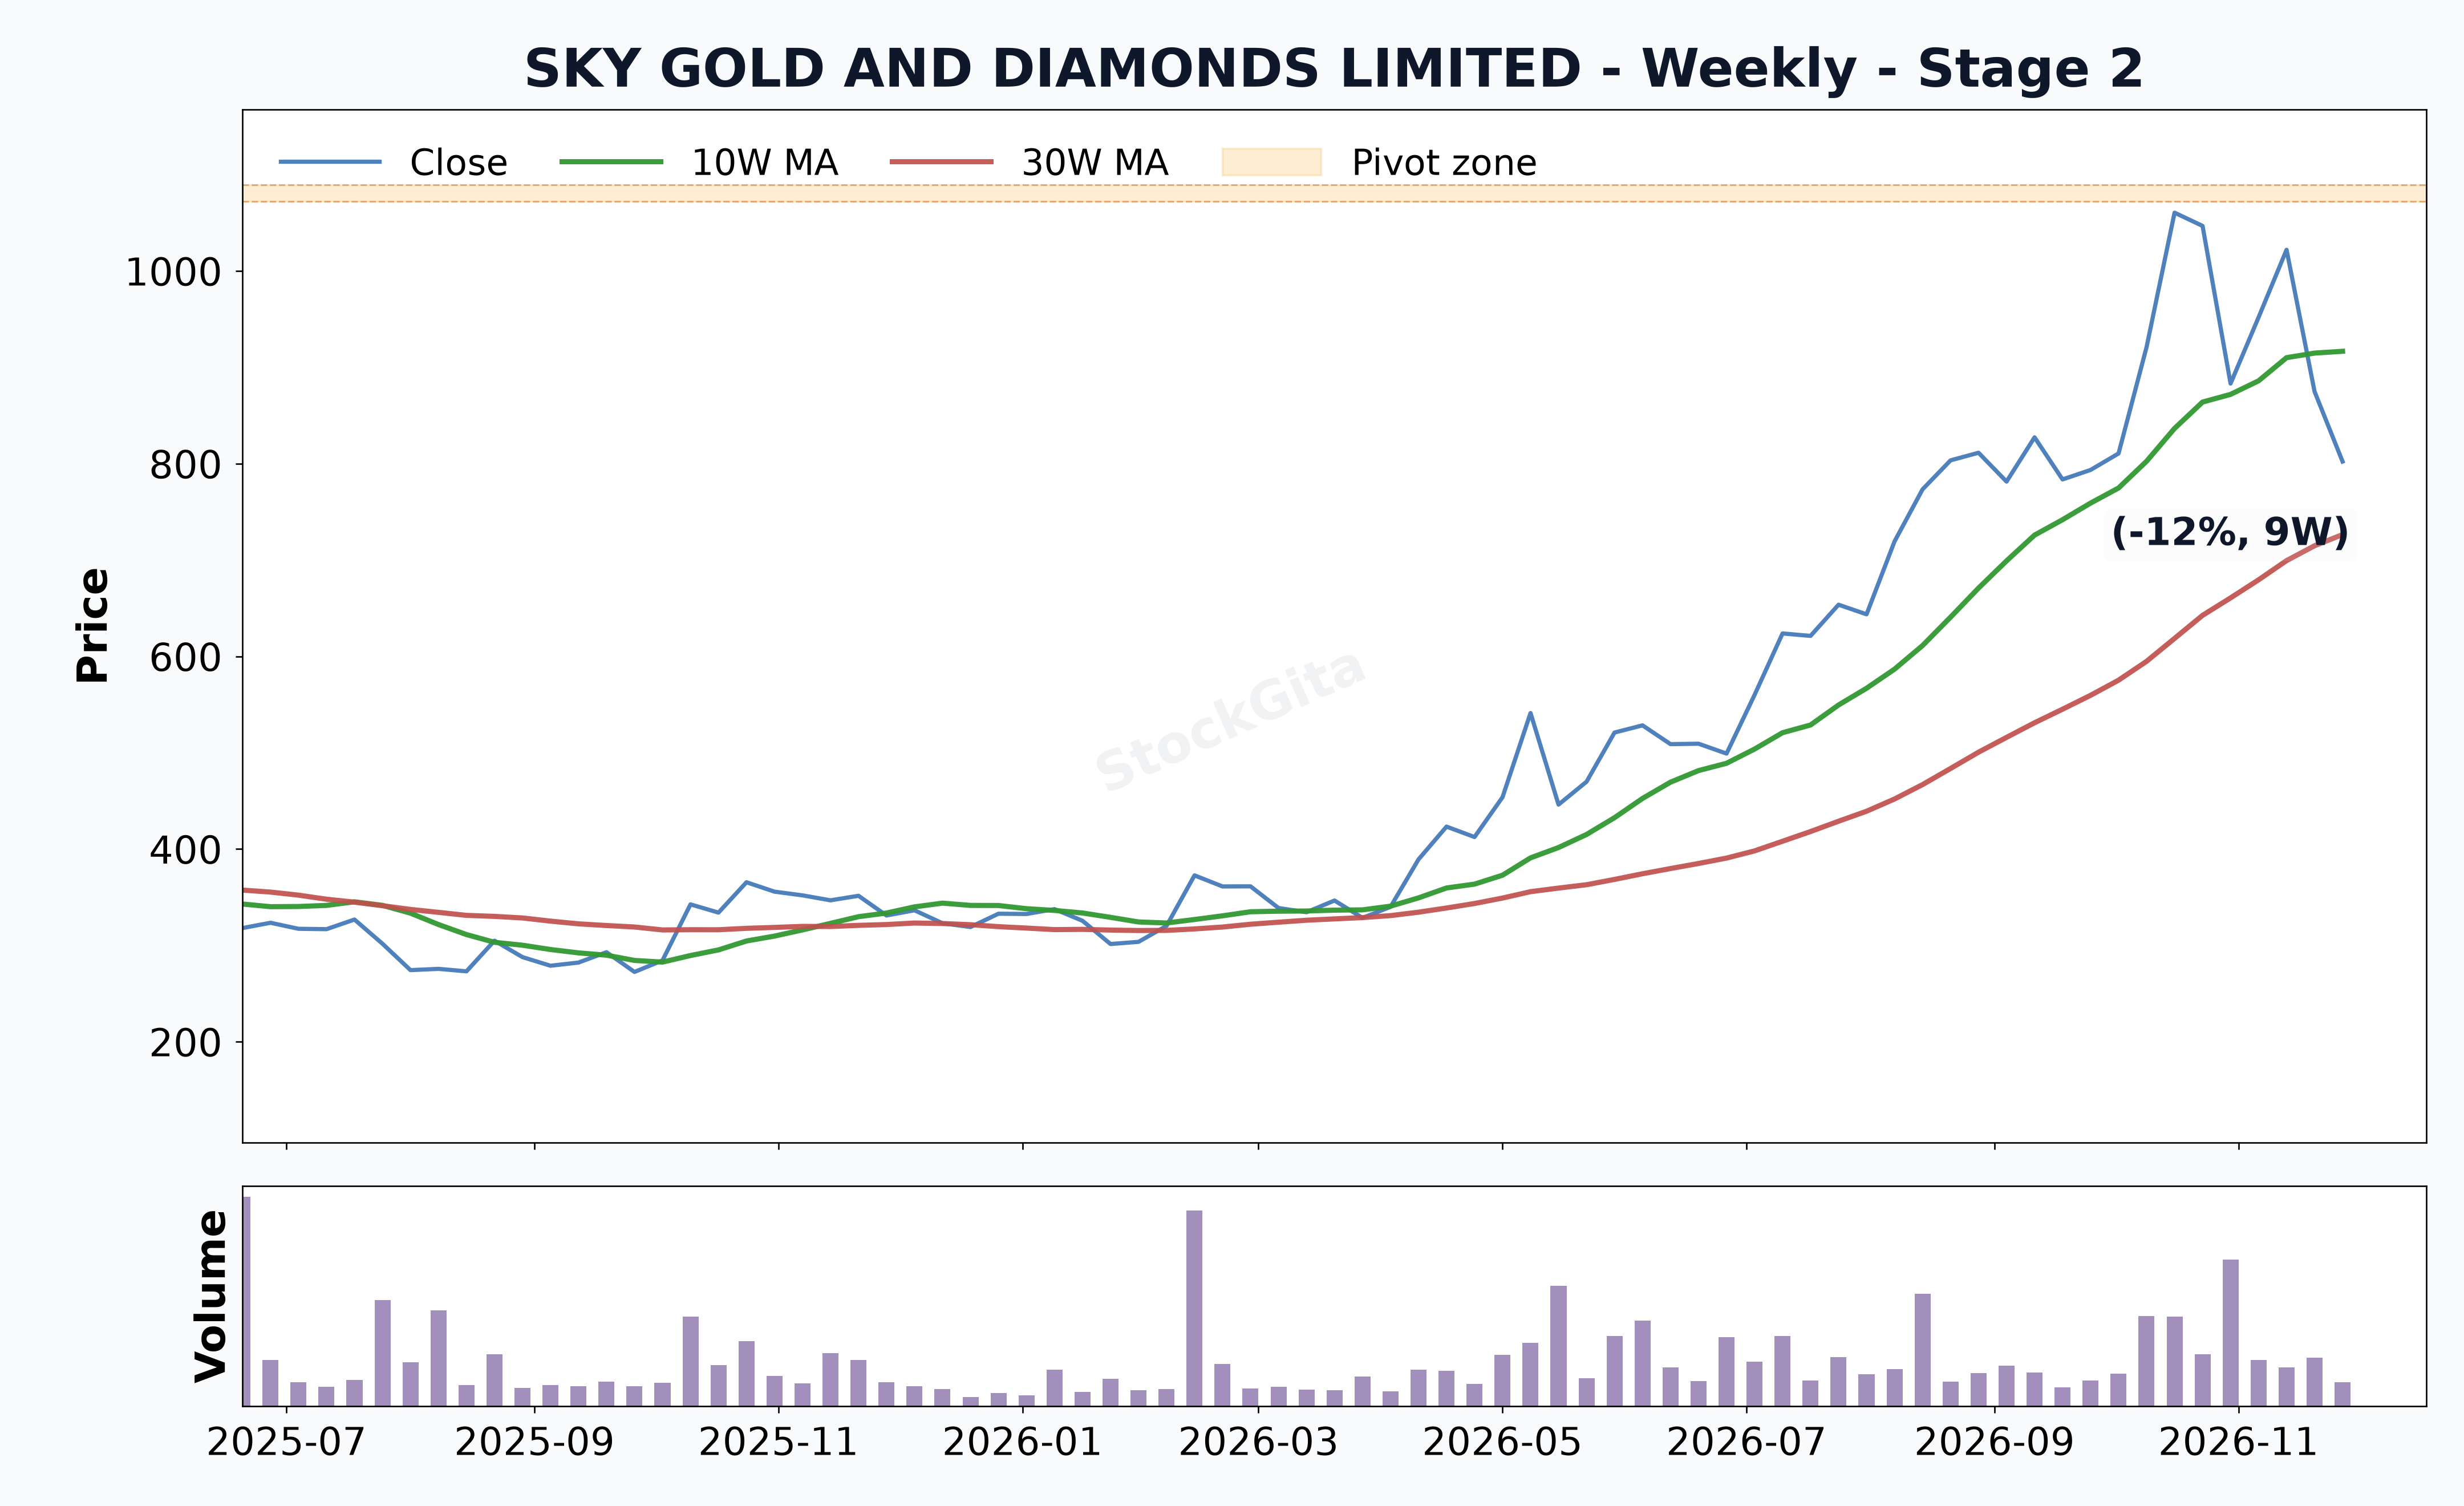 SKY GOLD AND DIAMONDS LIMITED - Weekly - Stage 2
Close 10W MA 30W MA Pivot zone
1000
800
600
400
200
Price
(-12%, 9W)
StockGita
Volume
2025-07 2025-09 2025-11 2026-01 2026-03 2026-05 2026-07 2026-09 2026-11